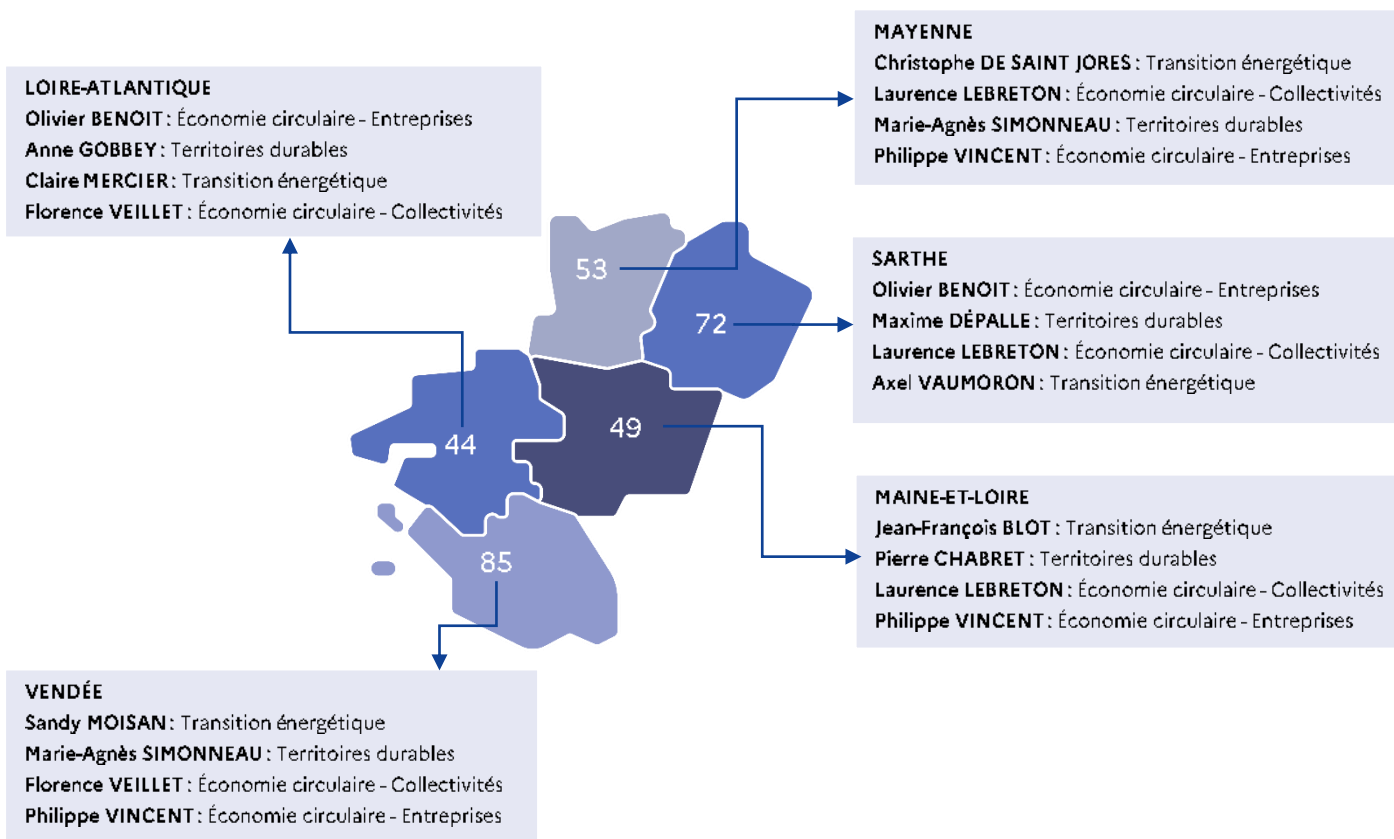 LOIRE-ATLANTIQUE
Olivier BENOIT : Économie circulaire - Entreprises
Anne GOBBEY : Territoires durables
Claire MERCIER : Transition énergétique
Florence VEILLET : Économie circulaire - Collectivités
MAYENNE
Christophe DE SAINT JORES : Transition énergétique
Laurence LEBRETON : Économie circulaire - Collectivités
Marie-Agnès SIMONNEAU : Territoires durables
Philippe VINCENT : Économie circulaire - Entreprises
SARTHE
Olivier BENOIT : Économie circulaire - Entreprises
Maxime DÉPALLE : Territoires durables
Laurence LEBRETON : Économie circulaire - Collectivités
Axel VAUMORON : Transition énergétique
53
72
44
49
85
MAINE-ET-LOIRE
Jean-François BLOT : Transition énergétique
Pierre CHABRET : Territoires durables
Laurence LEBRETON : Économie circulaire - Collectivités
Philippe VINCENT : Économie circulaire - Entreprises
VENDÉE
Sandy MOISAN : Transition énergétique
Marie-Agnès SIMONNEAU : Territoires durables
Florence VEILLET : Économie circulaire - Collectivités
Philippe VINCENT : Économie circulaire - Entreprises